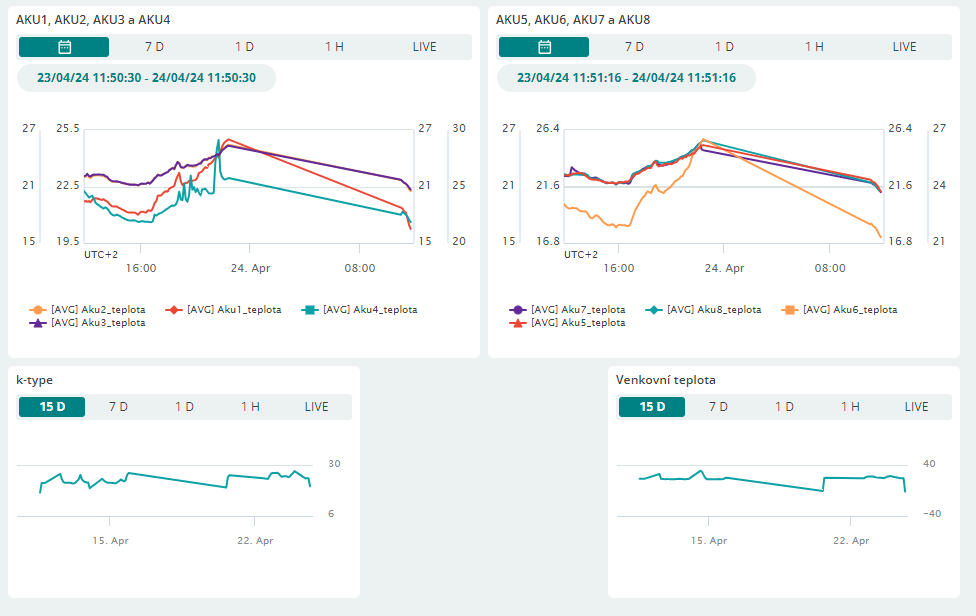 AKU1, AKU2, AKU3 a AKU4
7 D 1 D 1 H LIVE
23/04/24 11:50:30 - 24/04/24 11:50:30
27 25.5 27 30
21 22.5 21 25
15 19.5 15 20
UTC+2
16:00 24. Apr 08:00
[AVG] Aku2_teplota [AVG] Aku1_teplota [AVG] Aku4_teplota
[AVG] Aku3_teplota
AKU5, AKU6, AKU7 a AKU8
7 D 1 D 1 H LIVE
23/04/24 11:51:16 - 24/04/24 11:51:16
27 26.4 26.4 27
21 21.6 21.6 24
15 16.8 16.8 21
UTC+2
16:00 24. Apr 08:00
[AVG] Aku7_teplota [AVG] Aku8_teplota [AVG] Aku6_teplota
[AVG] Aku5_teplota
k-type
15 D 7 D 1 D 1 H LIVE
30
6
15. Apr 22. Apr
Venkovní teplota
15 D 7 D 1 D 1 H LIVE
40
−40
15. Apr 22. Apr